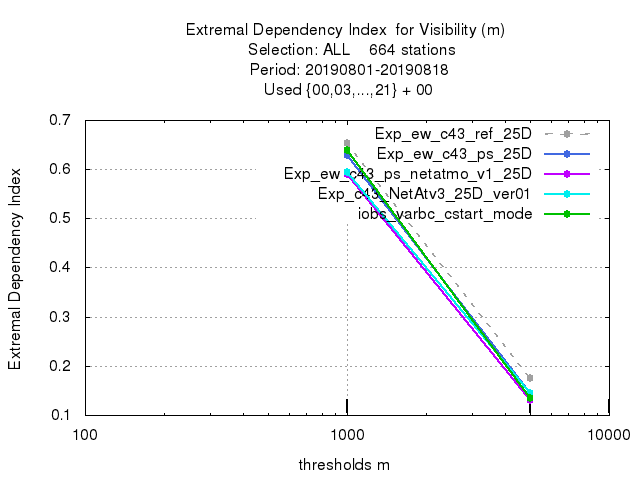 Extremal Dependency Index  for Visibility (m)
Selection: ALL    664 stations
Period: 20190801-20190818
Used {00,03,...,21} + 00
Extremal Dependency Index
0.7
0.6
0.5
0.4
0.3
0.2
0.1
Exp_ew_c43_ref_25D
Exp_ew_c43_ps_25D
Exp_ew_c43_ps_netatmo_v1_25D
Exp_c43_NetAtv3_25D_ver01
iobs_varbc_cstart_mode
100
1000
10000
thresholds m